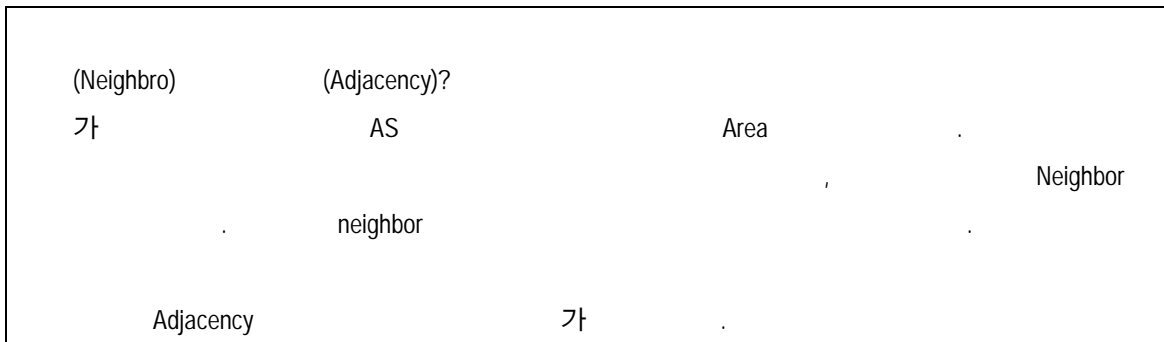 (Neighbro) (Adjacency)?
가 AS Area .
, Neighbor
. neighbor .
Adjacency 가 .